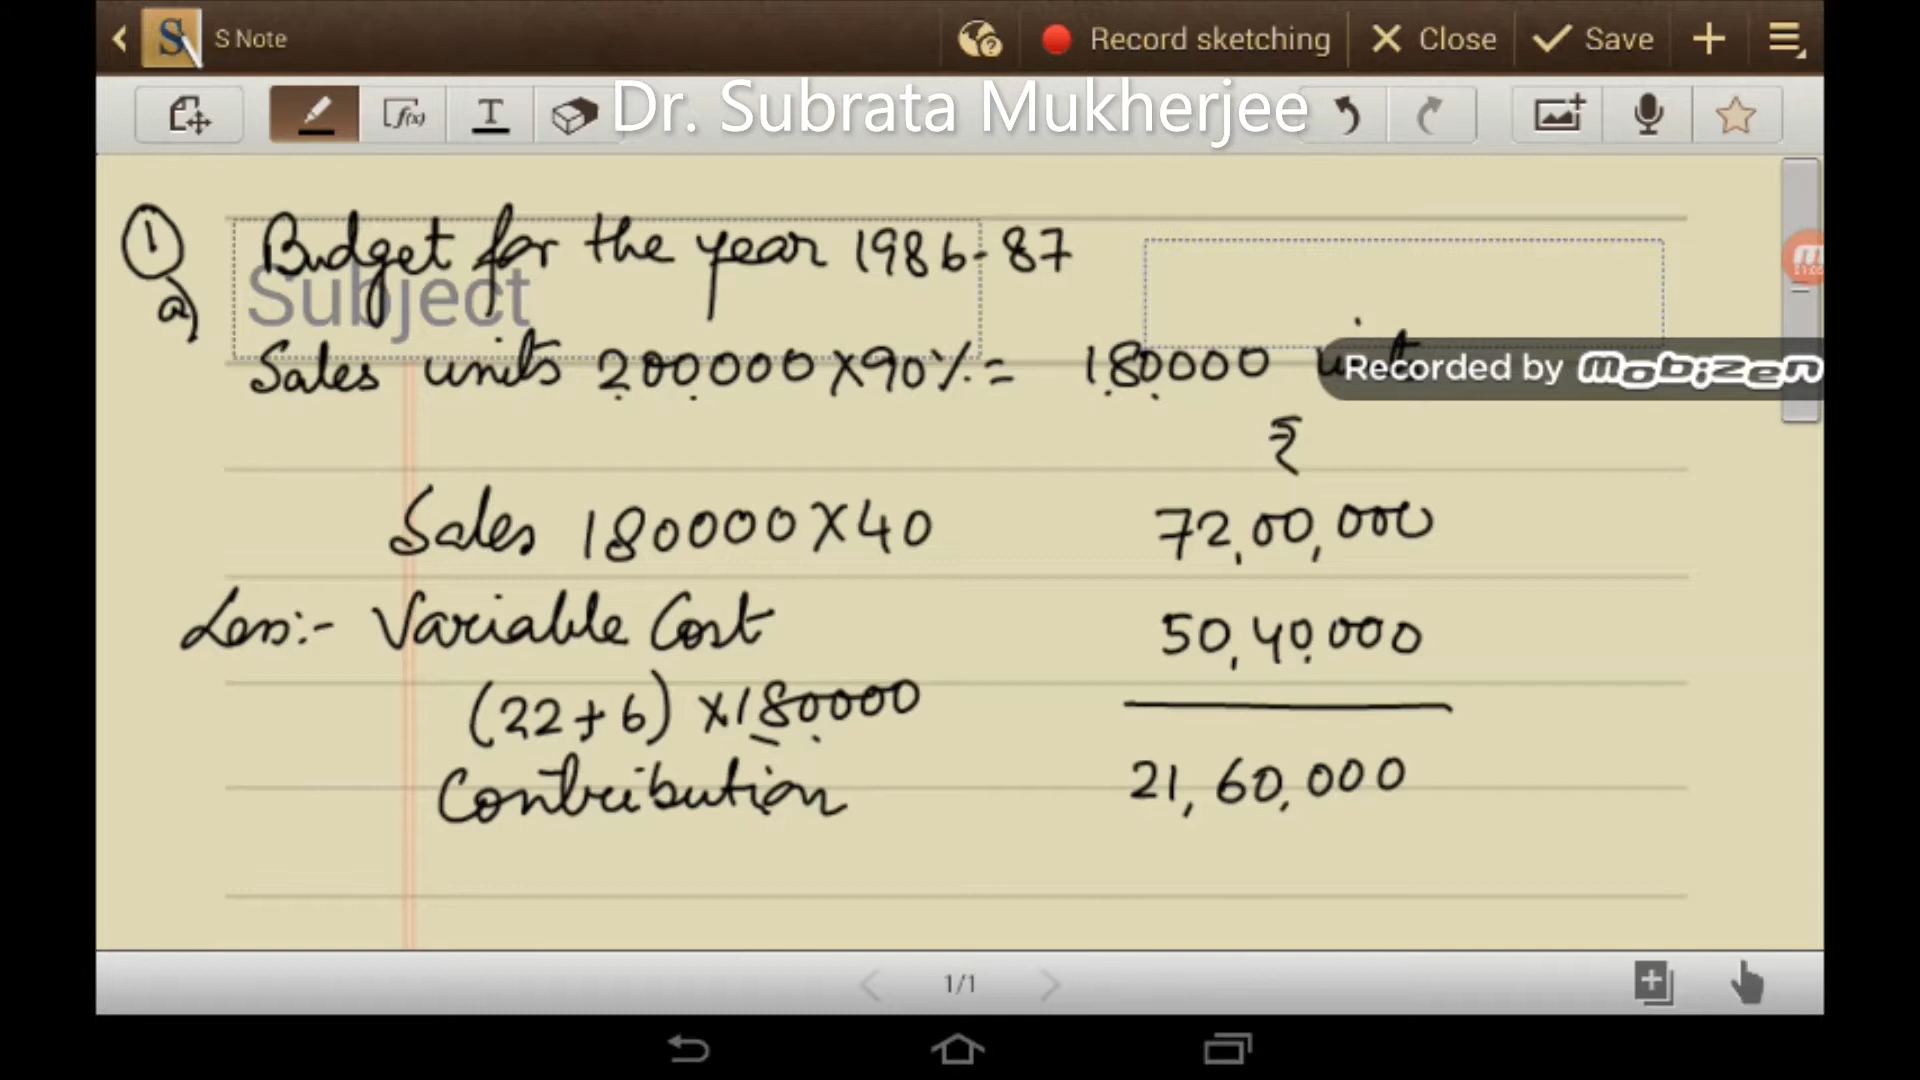 S Note
Record sketching
Close
Save
Dr. Subrata Mukherjee
1 Budget for the year 1986-87
Subject
a)
Sales units 200000 X 90% = 180000 unit
Recorded by mobizen
₹
Sales 180000 X 40 72,00,000
Less:- Variable Cost 50,40,000
(22+6) X 180000
Contribution 21,60,000
1/1